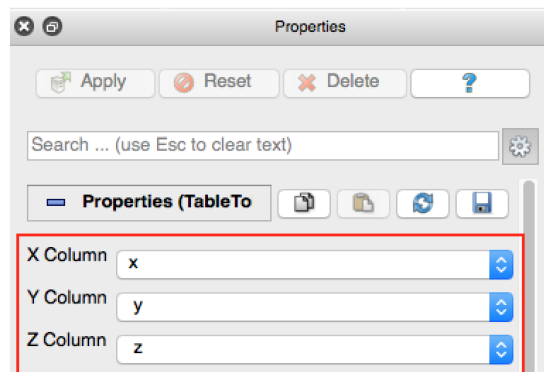 Properties
Apply Reset Delete ?
Search ... (use Esc to clear text)
Properties (TableTo
X Column x
Y Column y
Z Column z